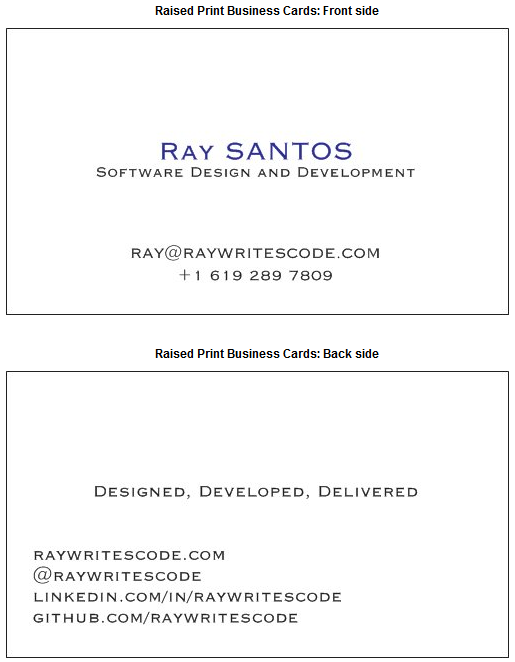 Raised Print Business Cards: Front side
Ray SANTOS
Software Design and Development
RAY@RAYWRITESCODE.COM
+1 619 289 7809
Raised Print Business Cards: Back side
Designed, Developed, Delivered
RAYWRITESCODE.COM
@RAYWRITESCODE
LINKEDIN.COM/IN/RAYWRITESCODE
GITHUB.COM/RAYWRITESCODE